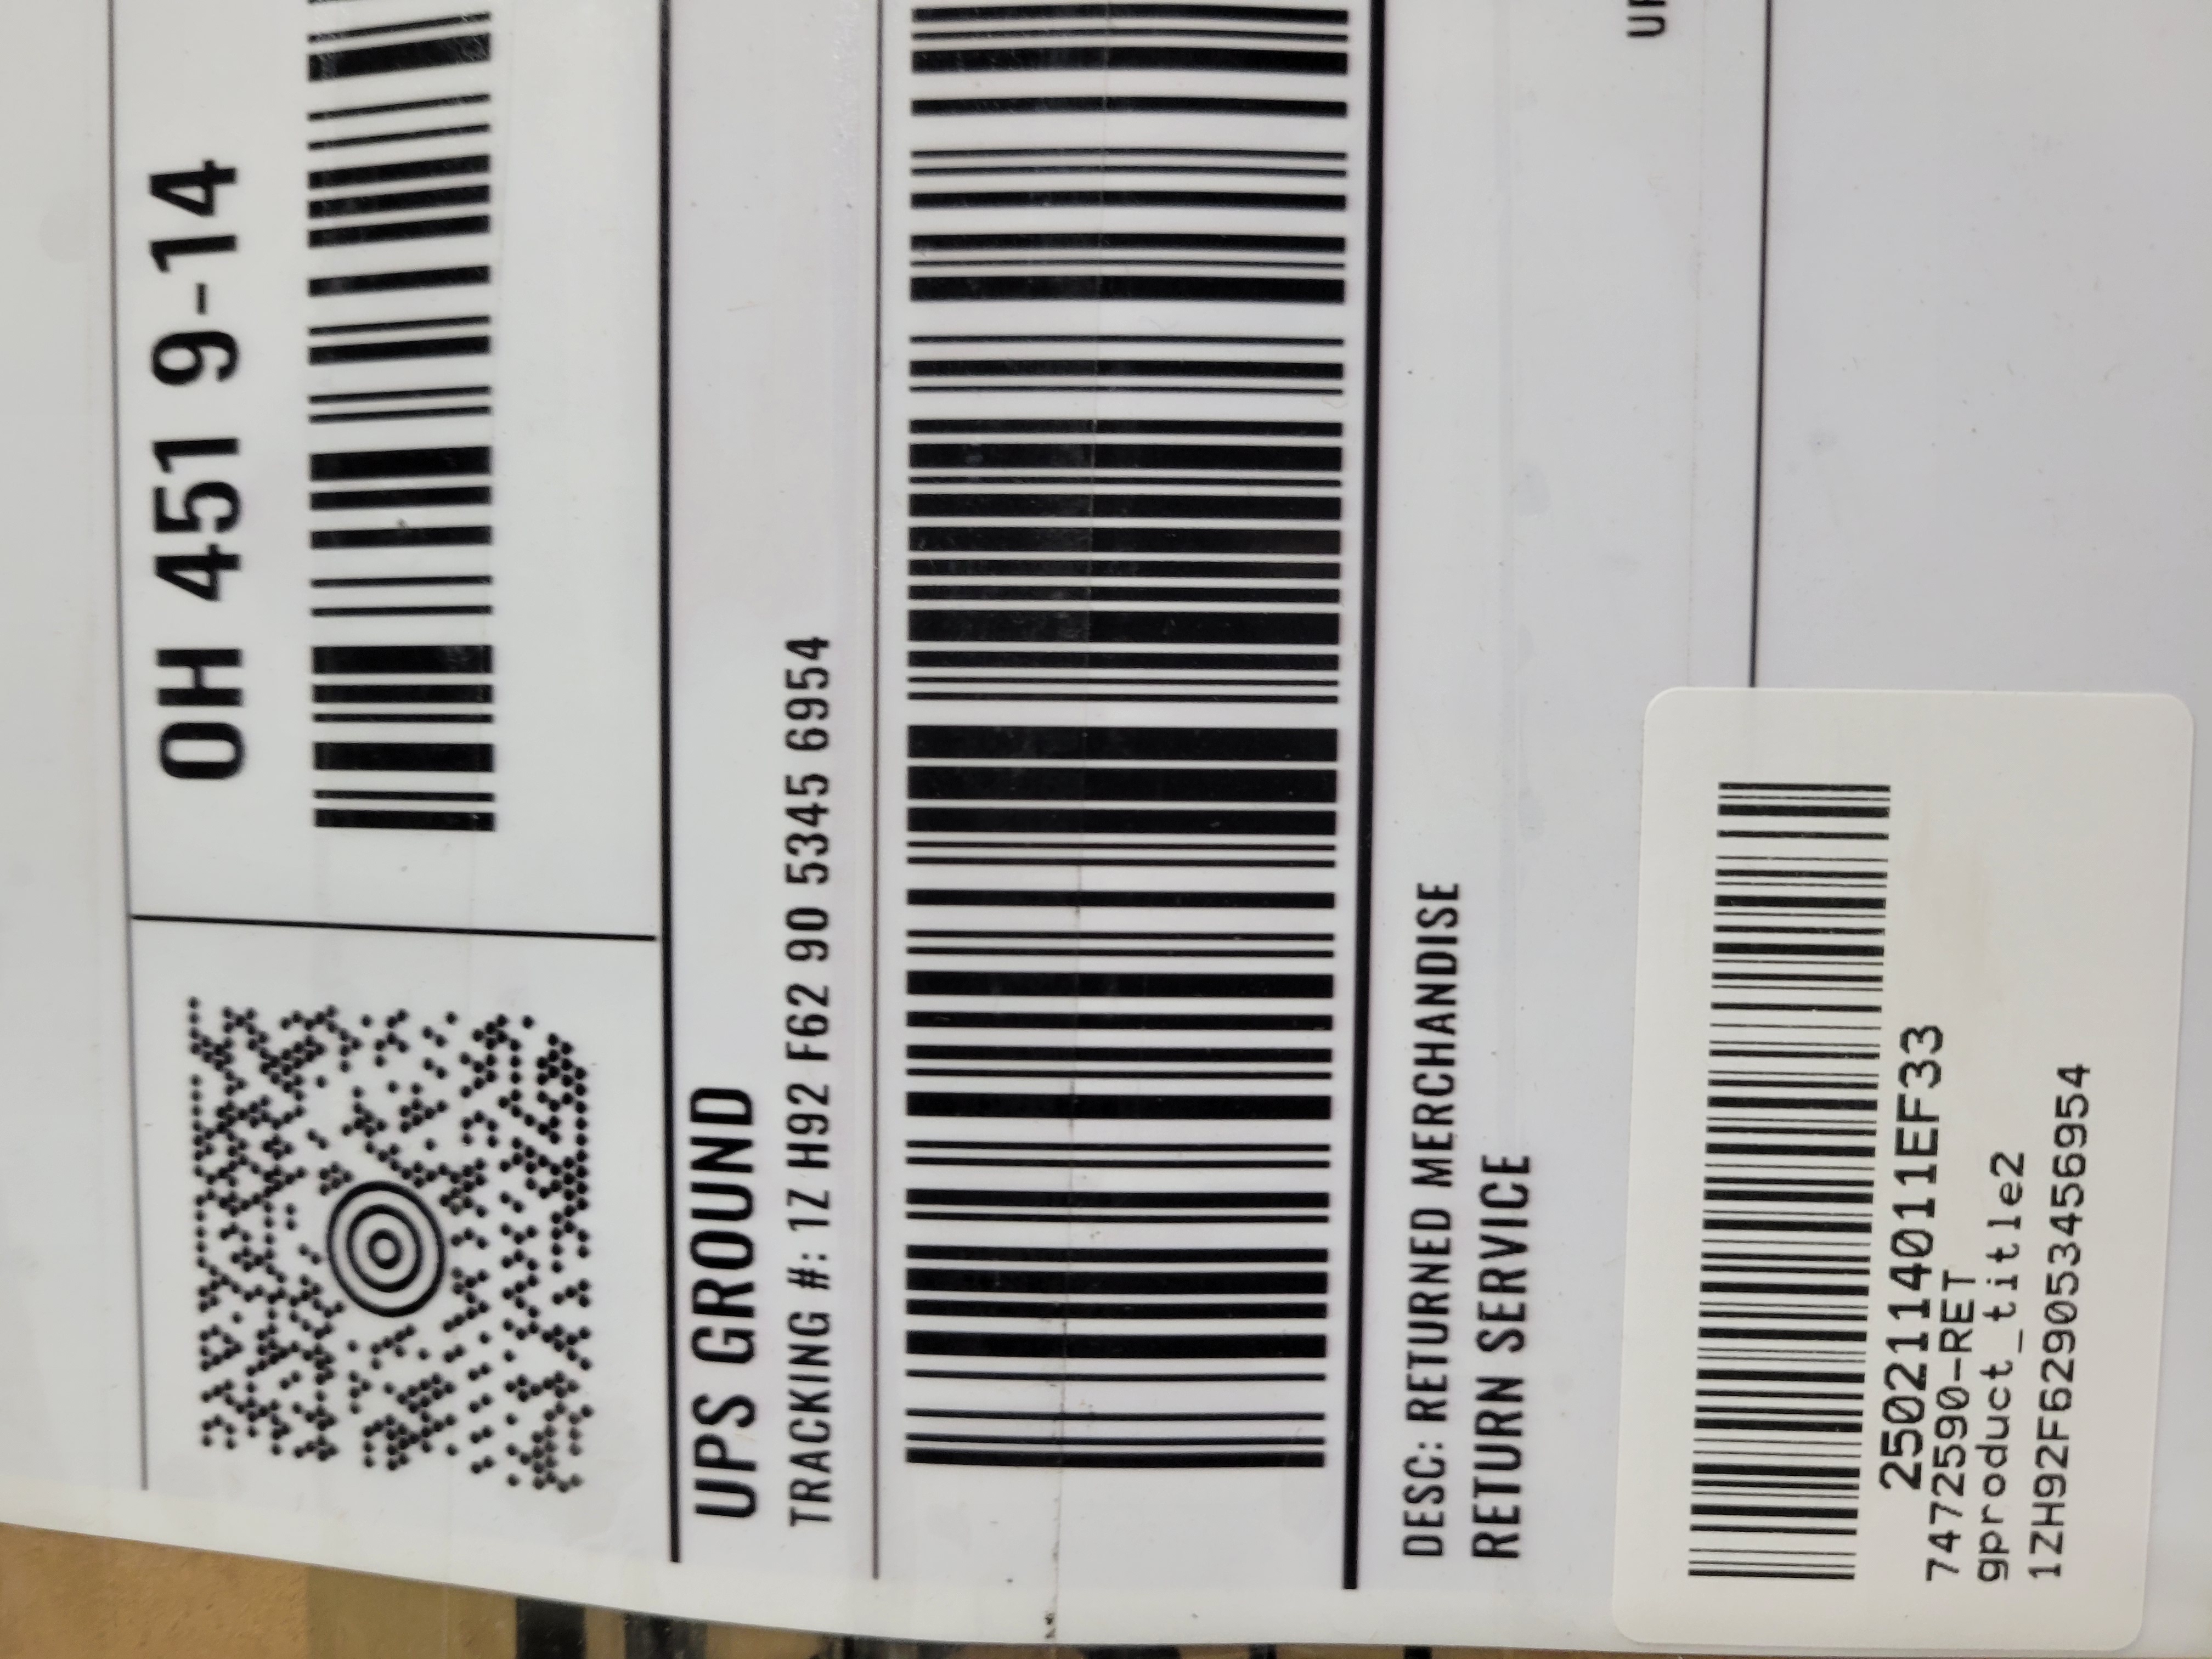 OH 451 9-14
UPS GROUND
TRACKING #: 1Z H92 F62 90 5345 6954
DESC: RETURNED MERCHANDISE
RETURN SERVICE
2502114011EF33
7472590-RET
gproduct_title2
1ZH92F629053456954